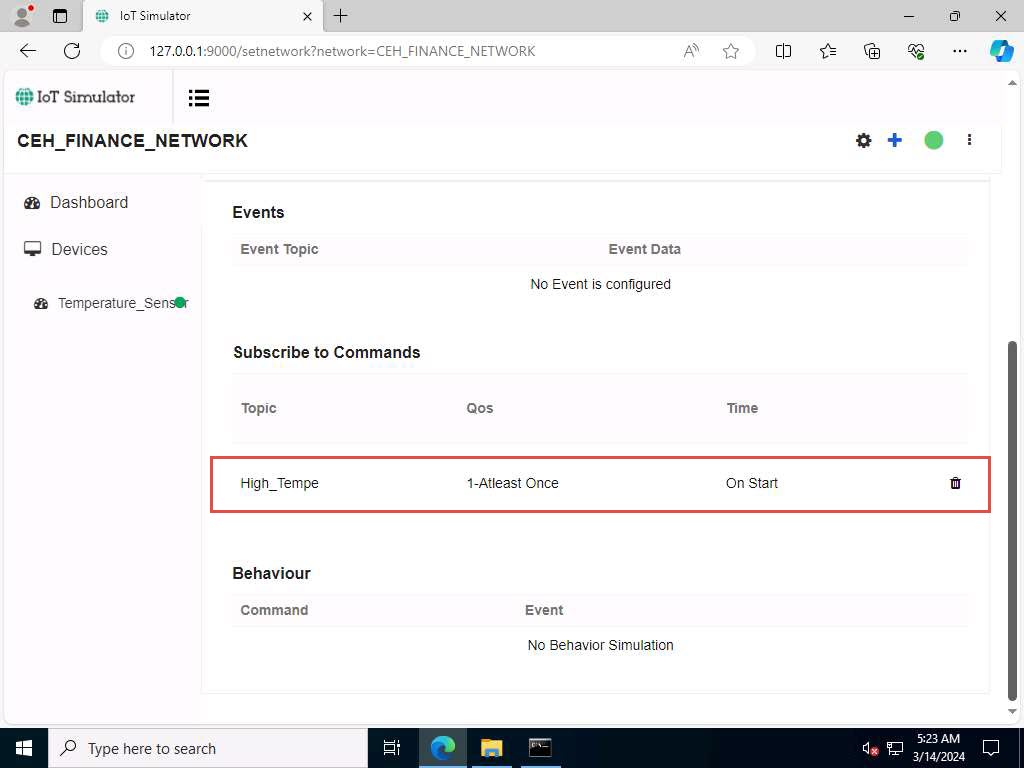 IoT Simulator
127.0.0.1:9000/setnetwork?network=CEH_FINANCE_NETWORK
IoT Simulator
CEH_FINANCE_NETWORK
Dashboard
Devices
Temperature_Sensor
Events
Event Topic Event Data
No Event is configured
Subscribe to Commands
Topic Qos Time
High_Tempe 1-Atleast Once On Start
Behaviour
Command Event
No Behavior Simulation
Type here to search
5:23 AM
3/14/2024